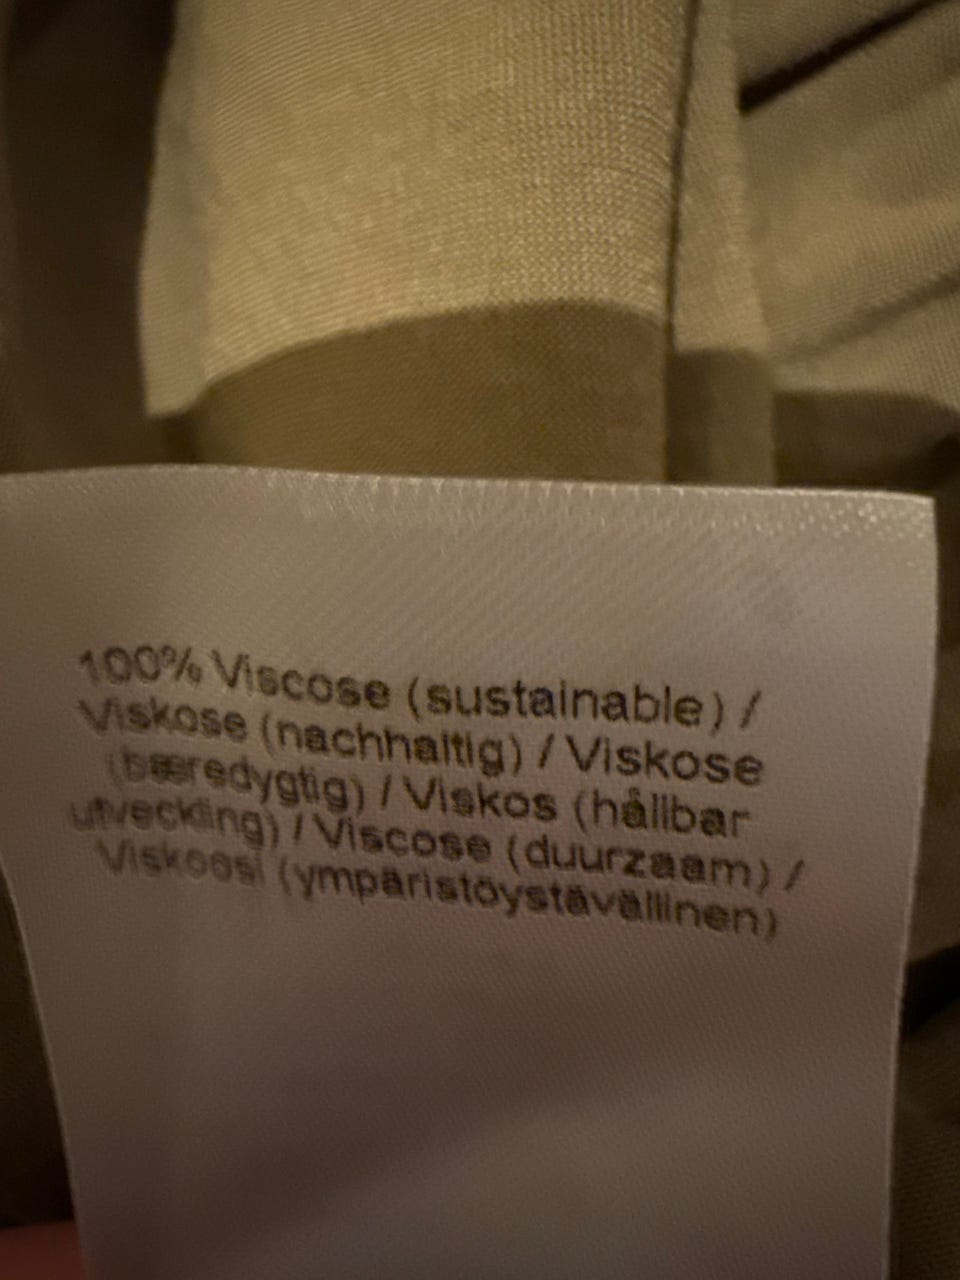 100% Viscose (sustainable) /
Viskose (nachhaltig) / Viskose
(bæredygtig) / Viskos (hållbar
utveckling) / Viscose (duurzaam) /
Viskoosi (ympäristöystävällinen)